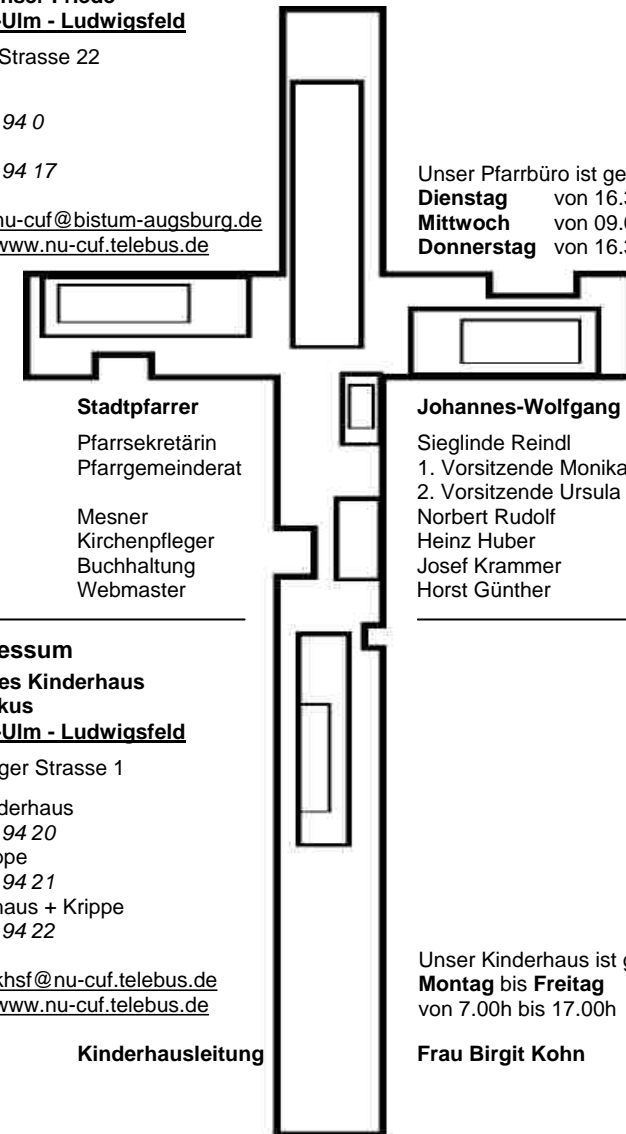 nser Friede
-Ulm - Ludwigsfeld
Strasse 22
94 0
94 17
nu-cuf@bistum-augsburg.de
www.nu-cuf.telebus.de
Unser Pfarrbüro ist ge
Dienstag von 16.3
Mittwoch von 09.0
Donnerstag von 16.3
Stadtpfarrer Johannes-Wolfgang
Pfarrsekretärin Sieglinde Reindl
Pfarrgemeinderat 1. Vorsitzende Monika
2. Vorsitzende Ursula
Mesner Norbert Rudolf
Kirchenpfleger Heinz Huber
Buchhaltung Josef Krammer
Webmaster Horst Günther
essum
es Kinderhaus
kus
-Ulm - Ludwigsfeld
ger Strasse 1
derhaus
94 20
ppe
94 21
haus + Krippe
94 22
khsf@nu-cuf.telebus.de
www.nu-cuf.telebus.de
Unser Kinderhaus ist g
Montag bis Freitag
von 7.00h bis 17.00h
Kinderhausleitung Frau Birgit Kohn